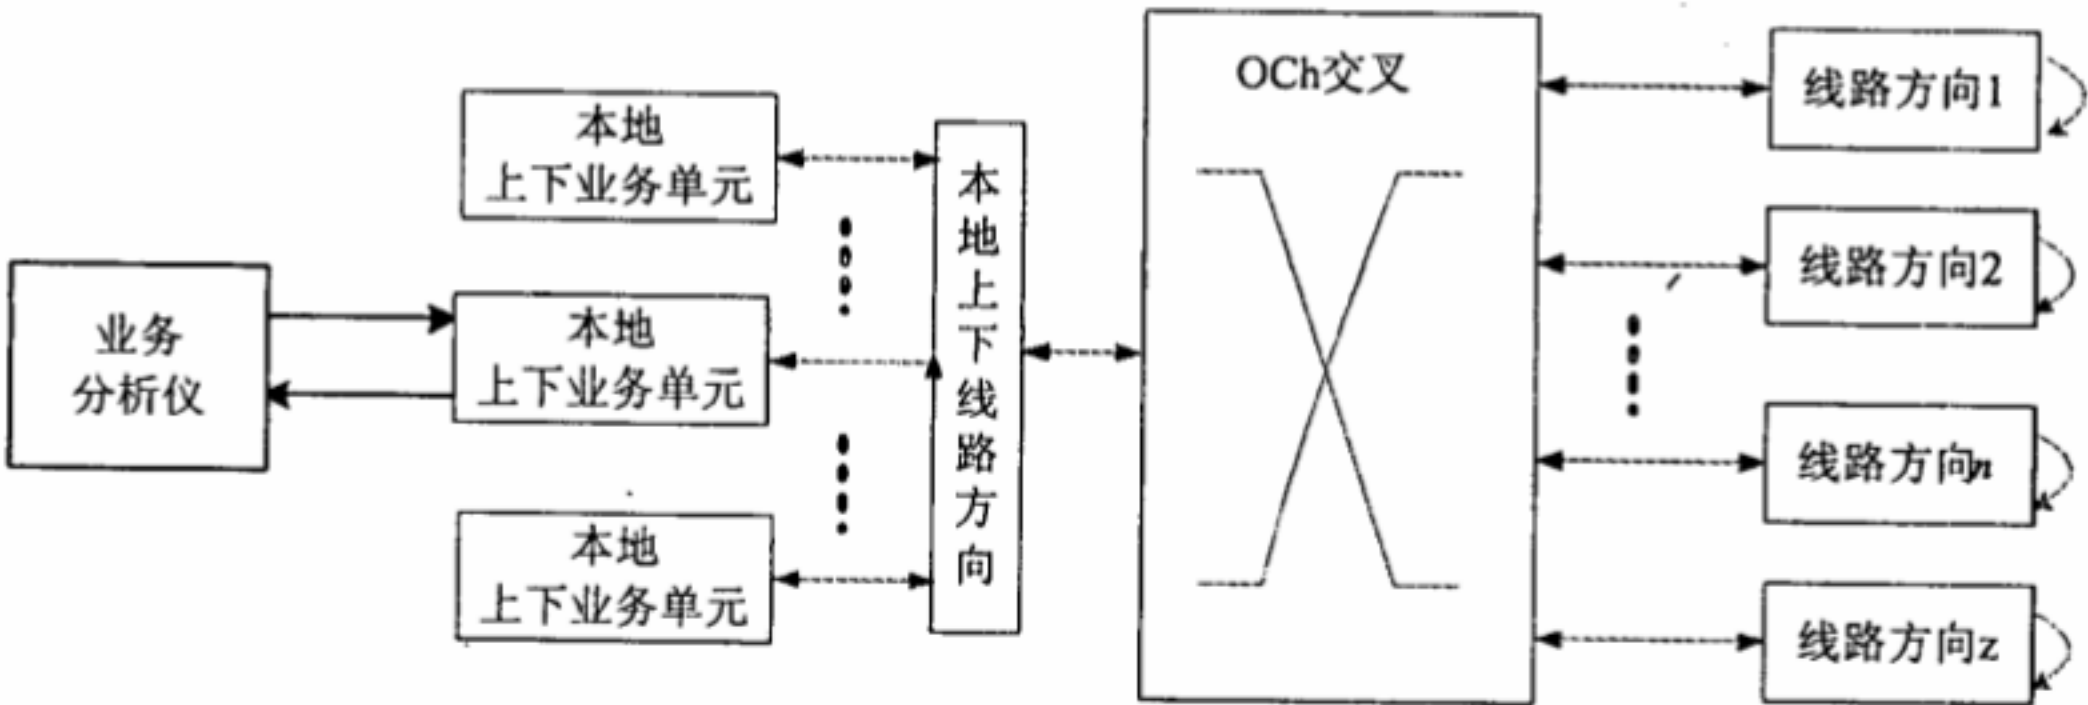 业务
分析仪
本地
上下业务单元
本地
上下业务单元
本地
上下业务单元
本地上下线路方向
OCh交叉
线路方向1
线路方向2
线路方向n
线路方向z